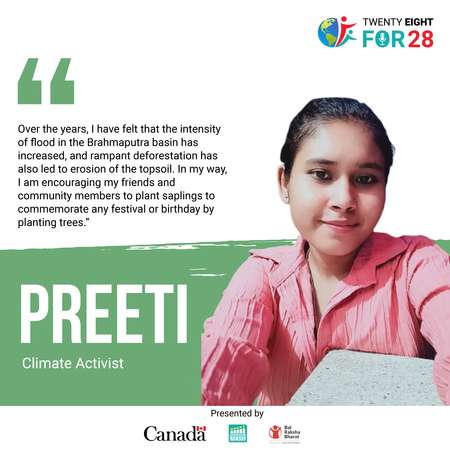 TWENTY EIGHT
FOR 28
Over the years, I have felt that the intensity
of flood in the Brahmaputra basin has
increased, and rampant deforestation has
also led to erosion of the topsoil. In my way,
I am encouraging my friends and
community members to plant saplings to
commemorate any festival or birthday by
planting trees."
PREETI
Climate Activist
Presented by
Canada
Bal
Raksha
Bharat